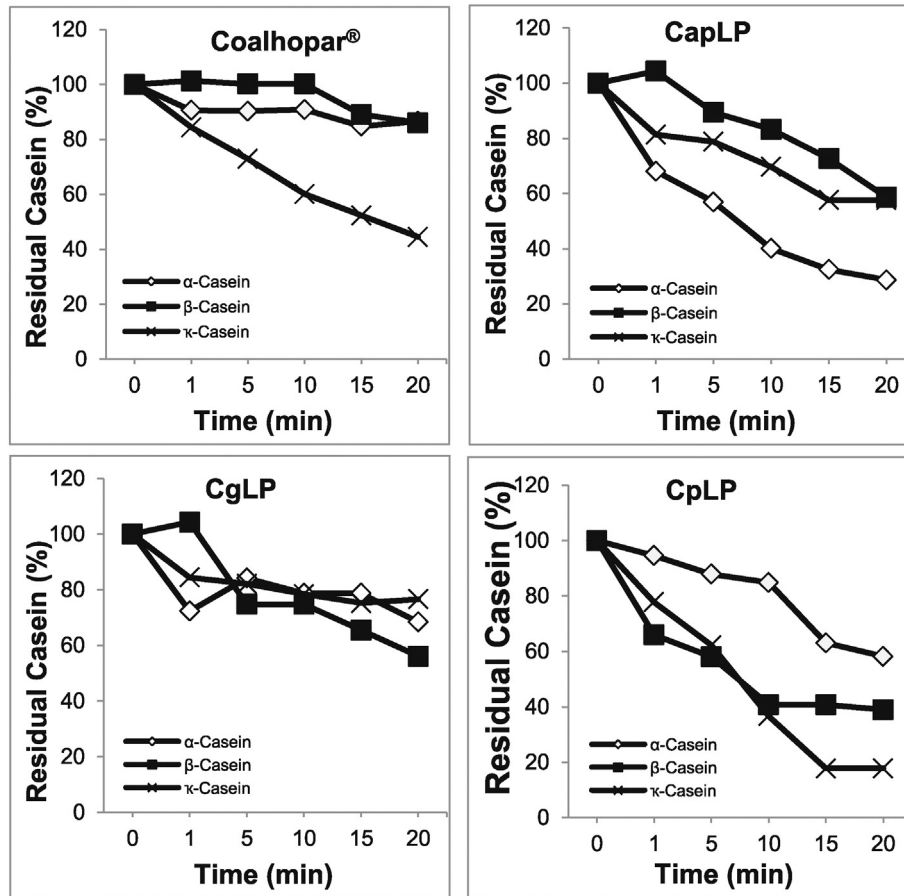 Coalhopar®
Residual Casein (%)
120
100
80
60
40
20
0
α-Casein
β-Casein
κ-Casein
0 1 5 10 15 20
Time (min)
CapLP
Residual Casein (%)
120
100
80
60
40
20
0
α-Casein
β-Casein
κ-Casein
0 1 5 10 15 20
Time (min)
CgLP
Residual Casein (%)
120
100
80
60
40
20
0
α-Casein
β-Casein
κ-Casein
0 1 5 10 15 20
Time (min)
CpLP
Residual Casein (%)
120
100
80
60
40
20
0
α-Casein
β-Casein
κ-Casein
0 1 5 10 15 20
Time (min)